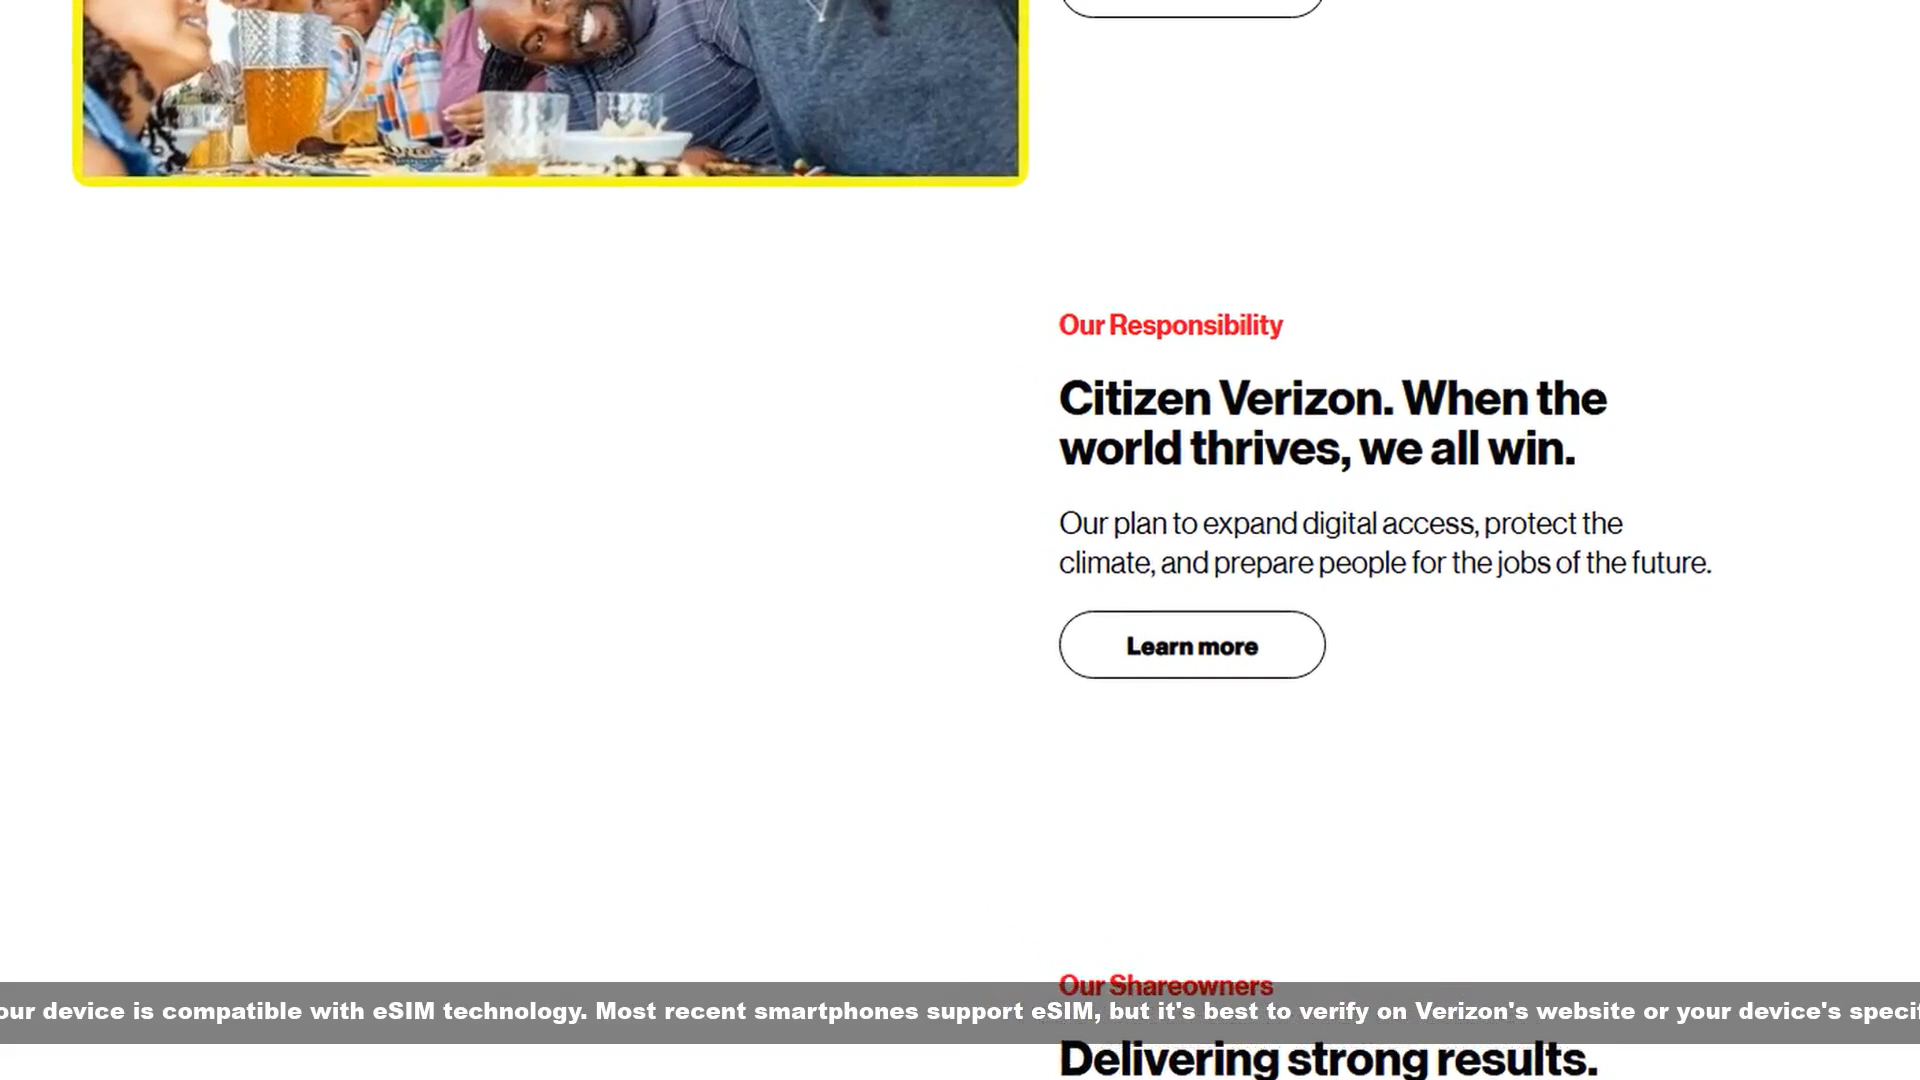 Our Responsibility
Citizen Verizon. When the
world thrives, we all win.
Our plan to expand digital access, protect the
climate, and prepare people for the jobs of the future.
Learn more
Our Shareowners
our device is compatible with eSIM technology. Most recent smartphones support eSIM, but it's best to verify on Verizon's website or your device's specif
Delivering strong results.